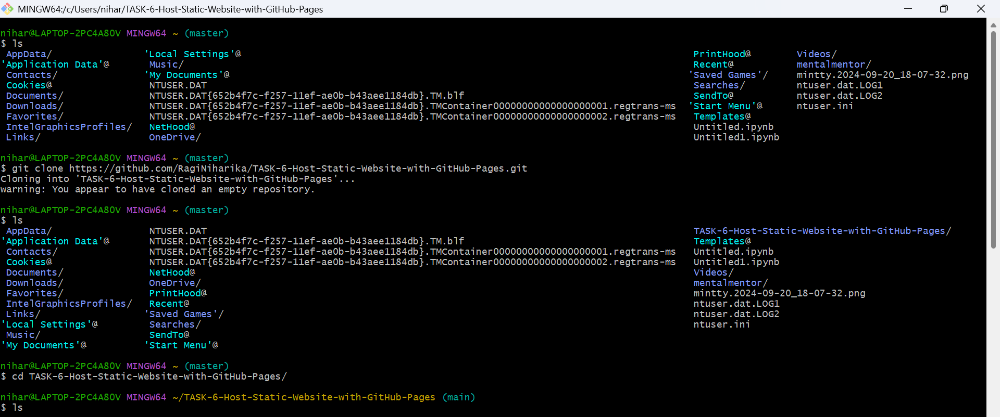 MINGW64:/c/Users/nihar/TASK-6-Host-Static-Website-with-GitHub-Pages
nihar@LAPTOP-2PC4A80V MINGW64 ~ (master)
$ ls
AppData/ 'Local Settings'@ PrintHood@ Videos/
'Application Data'@ Music/ Recent@ mentalmentor/
Contacts/ 'My Documents'@ 'Saved Games'/ mintty.2024-09-20_18-07-32.png
Cookies@ NTUSER.DAT Searches/ ntuser.dat.LOG1
Documents/ NTUSER.DAT{652b4f7c-f257-11ef-ae0b-b43aee1184db}.TM.blf SendTo@ ntuser.dat.LOG2
Downloads/ NTUSER.DAT{652b4f7c-f257-11ef-ae0b-b43aee1184db}.TMContainer00000000000000000001.regtrans-ms 'Start Menu'@ ntuser.ini
Favorites/ NTUSER.DAT{652b4f7c-f257-11ef-ae0b-b43aee1184db}.TMContainer00000000000000000002.regtrans-ms Templates@
IntelGraphicsProfiles/ NetHood@ Untitled.ipynb
Links/ OneDrive/ Untitled1.ipynb
nihar@LAPTOP-2PC4A80V MINGW64 ~ (master)
$ git clone https://github.com/RagiNiharika/TASK-6-Host-Static-Website-with-GitHub-Pages.git
Cloning into 'TASK-6-Host-Static-Website-with-GitHub-Pages'...
warning: You appear to have cloned an empty repository.
nihar@LAPTOP-2PC4A80V MINGW64 ~ (master)
$ ls
AppData/ NTUSER.DAT TASK-6-Host-Static-Website-with-GitHub-Pages/
'Application Data'@ NTUSER.DAT{652b4f7c-f257-11ef-ae0b-b43aee1184db}.TM.blf Templates@
Contacts/ NTUSER.DAT{652b4f7c-f257-11ef-ae0b-b43aee1184db}.TMContainer00000000000000000001.regtrans-ms Untitled.ipynb
Cookies@ NTUSER.DAT{652b4f7c-f257-11ef-ae0b-b43aee1184db}.TMContainer00000000000000000002.regtrans-ms Untitled1.ipynb
Documents/ NetHood@ Videos/
Downloads/ OneDrive/ mentalmentor/
Favorites/ PrintHood@ mintty.2024-09-20_18-07-32.png
IntelGraphicsProfiles/ Recent@ ntuser.dat.LOG1
Links/ 'Saved Games'/ ntuser.dat.LOG2
'Local Settings'@ Searches/ ntuser.ini
Music/ SendTo@
'My Documents'@ 'Start Menu'@
nihar@LAPTOP-2PC4A80V MINGW64 ~ (master)
$ cd TASK-6-Host-Static-Website-with-GitHub-Pages/
nihar@LAPTOP-2PC4A80V MINGW64 ~/TASK-6-Host-Static-Website-with-GitHub-Pages (main)
$ ls